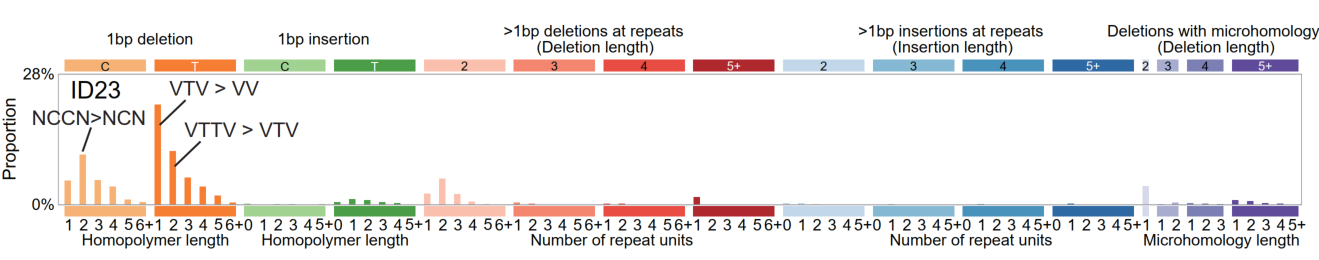 1bp deletion
1bp insertion
>1bp deletions at repeats
(Deletion length)
>1bp insertions at repeats
(Insertion length)
Deletions with microhomology
(Deletion length)
C T C T 2 3 4 5+ 2 3 4 5+ 2 3 4 5+
28%
0%
Proportion
ID23
NCCN>NCN
VTV > VV
VTTV > VTV
1 2 3 4 5 6+ 1 2 3 4 5 6+ 0 1 2 3 4 5+ 0 1 2 3 4 5+ 1 2 3 4 5 6+ 1 2 3 4 5 6+ 1 2 3 4 5 6+ 1 2 3 4 5 6+ 0 1 2 3 4 5+ 0 1 2 3 4 5+ 0 1 2 3 4 5+ 0 1 2 3 4 5+ 1 1 2 1 2 3 1 2 3 4 5+
Homopolymer length
Homopolymer length
Number of repeat units
Number of repeat units
Microhomology length